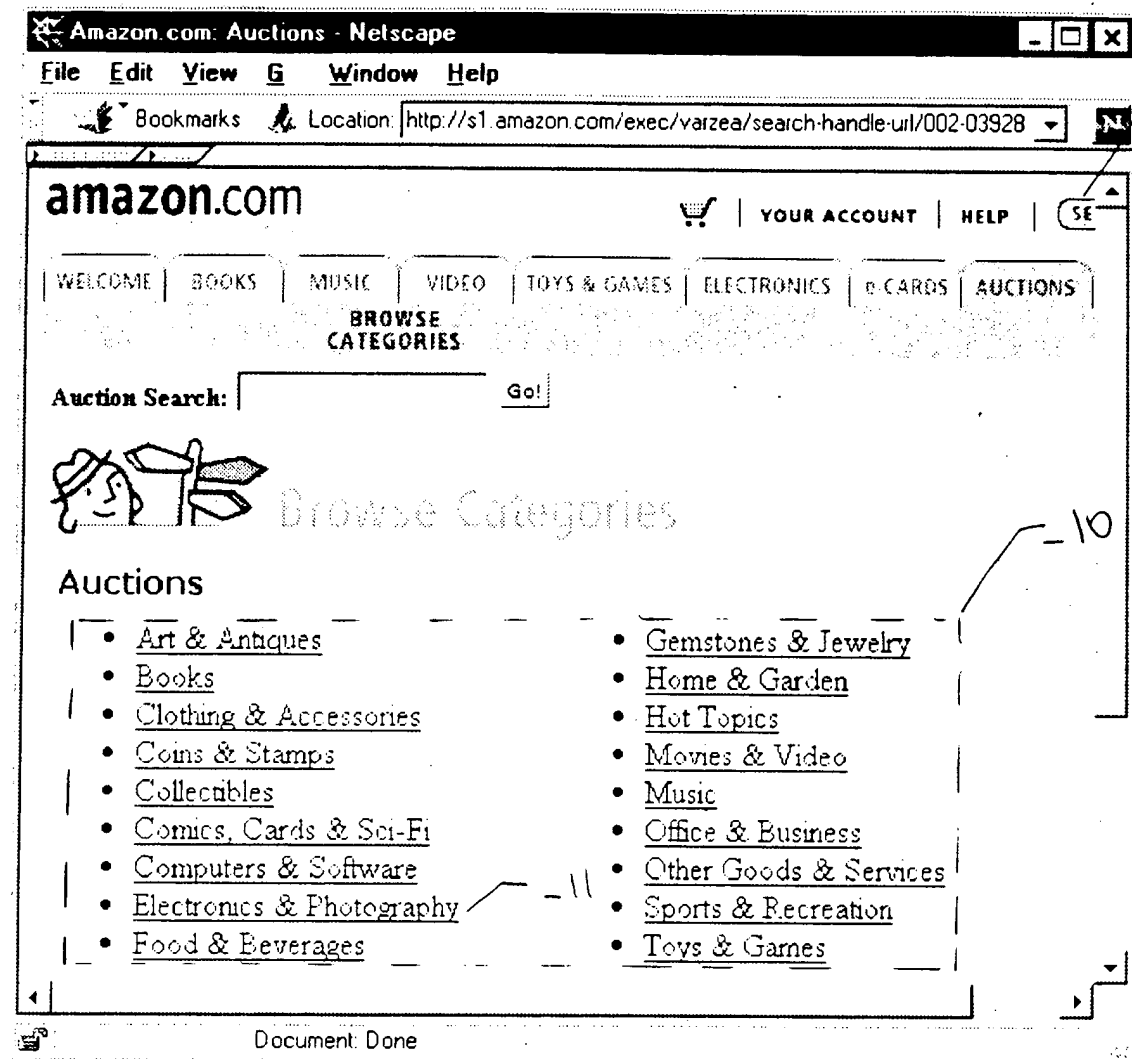 Amazon.com: Auctions - Netscape
File Edit View G Window Help
Bookmarks Location: http://s1.amazon.com/exec/varzea/search-handle-url/002-03928 N
amazon.com
YOUR ACCOUNT | HELP | SE
WELCOME | BOOKS | MUSIC | VIDEO | TOYS & GAMES | ELECTRONICS | e-CARDS | AUCTIONS
BROWSE
CATEGORIES
Auction Search: Go!
Browse Categories
10
Auctions
• Art & Antiques • Gemstones & Jewelry
• Books • Home & Garden
• Clothing & Accessories • Hot Topics
• Coins & Stamps • Movies & Video
• Collectibles • Music
• Comics, Cards & Sci-Fi • Office & Business
• Computers & Software • Other Goods & Services
• Electronics & Photography 11 • Sports & Recreation
• Food & Beverages • Toys & Games
Document: Done